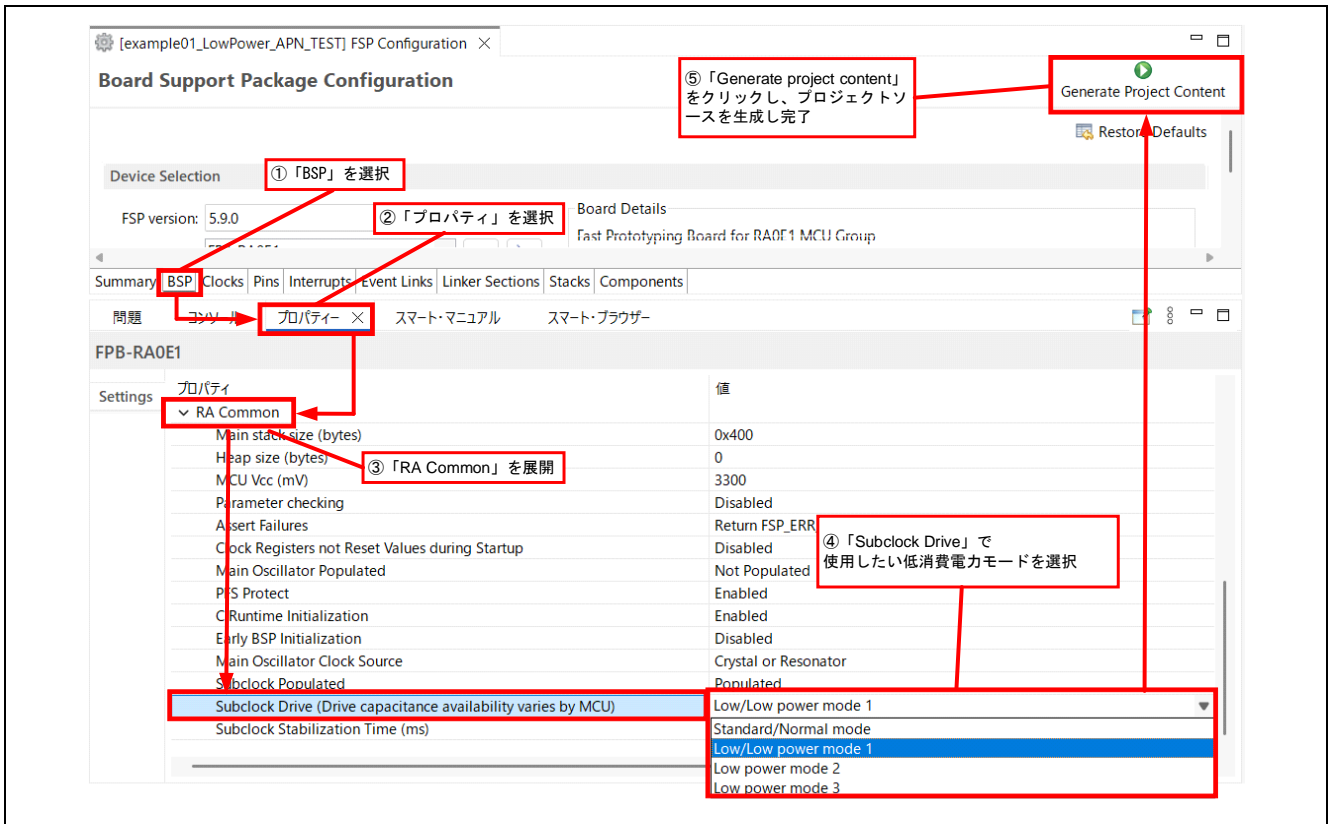 [example01_LowPower_APN_TEST] FSP Configuration
Board Support Package Configuration
⑤「Generate project content」
をクリックし、プロジェクトソ
ースを生成し完了
Generate Project Content
Restore Defaults
Device Selection
①「BSP」を選択
FSP version: 5.9.0
②「プロパティ」を選択
Board Details
Fast Prototyping Board for RA0E1 MCU Group
Summary BSP Clocks Pins Interrupts Event Links Linker Sections Stacks Components
問題 コンソール プロパティー スマート・マニュアル スマート・ブラウザー
FPB-RA0E1
Settings
プロパティ 値
RA Common
Main stack size (bytes) 0x400
Heap size (bytes) 0
③「RA Common」を展開
MCU Vcc (mV) 3300
Parameter checking Disabled
Assert Failures Return FSP_ERR
④「Subclock Drive」で
使用したい低消費電力モードを選択
Clock Registers not Reset Values during Startup Disabled
Main Oscillator Populated Not Populated
PFS Protect Enabled
C Runtime Initialization Enabled
Early BSP Initialization Disabled
Main Oscillator Clock Source Crystal or Resonator
Subclock Populated Populated
Subclock Drive (Drive capacitance availability varies by MCU) Low/Low power mode 1
Subclock Stabilization Time (ms)
Standard/Normal mode
Low/Low power mode 1
Low power mode 2
Low power mode 3